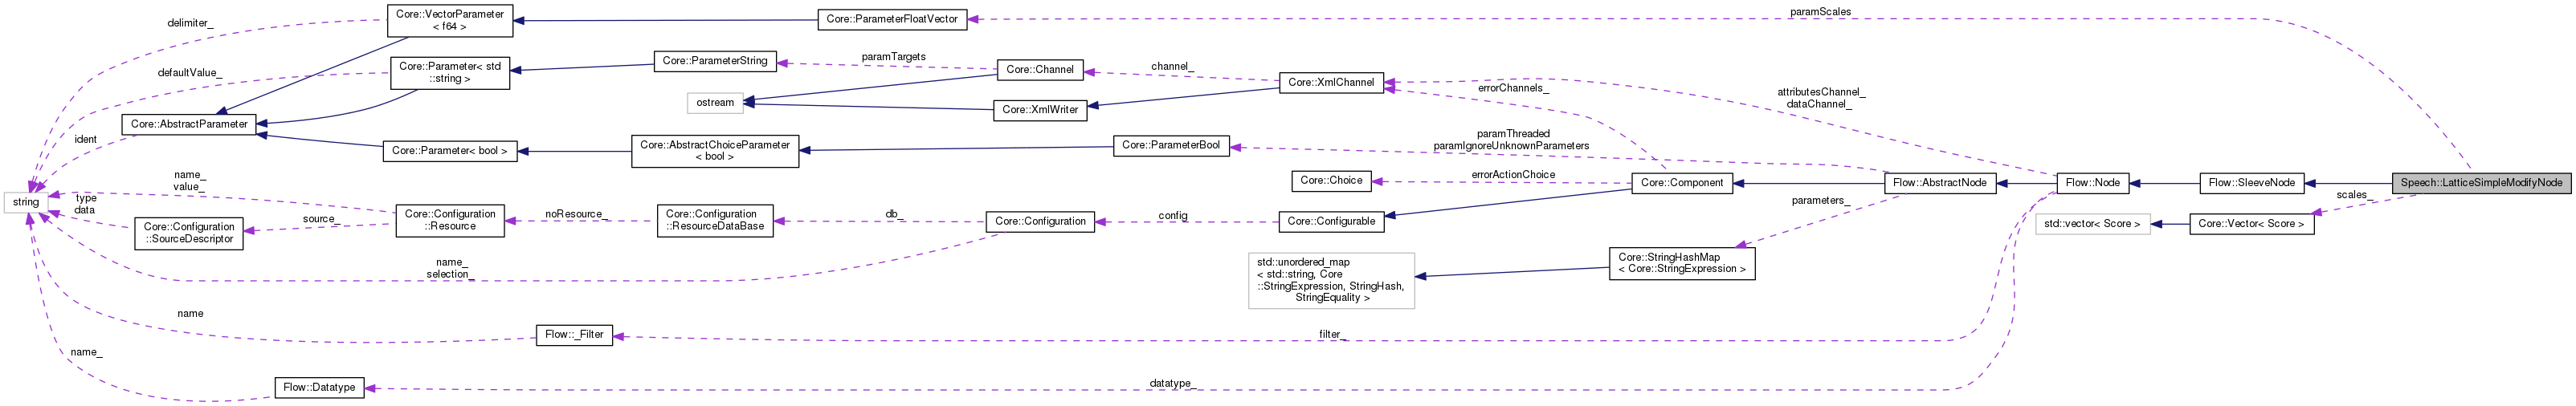 Core::VectorParameter
< f64 >
delimiter_
Core::ParameterFloatVector
paramScales
defaultValue_
Core::Parameter< std
::string >
Core::ParameterString
paramTargets
Core::Channel
channel_
Core::XmlChannel
ostream
Core::XmlWriter
errorChannels_
attributesChannel_
dataChannel_
Core::AbstractParameter
ident
Core::Parameter< bool >
Core::AbstractChoiceParameter
< bool >
Core::ParameterBool
paramThreaded
paramIgnoreUnknownParameters
string
name_
value_
type
data
Core::Configuration
::SourceDescriptor
source_
Core::Configuration
::Resource
noResource_
Core::Configuration
::ResourceDataBase
db_
Core::Configuration
config
Core::Configurable
Core::Choice
errorActionChoice
Core::Component
Flow::AbstractNode
Flow::Node
Flow::SleeveNode
Speech::LatticeSimpleModifyNode
parameters_
scales_
std::vector< Score >
Core::Vector< Score >
name_
selection_
std::unordered_map
< std::string, Core
::StringExpression, StringHash,
StringEquality >
Core::StringHashMap
< Core::StringExpression >
name
Flow::_Filter
filter_
name_
Flow::Datatype
datatype_